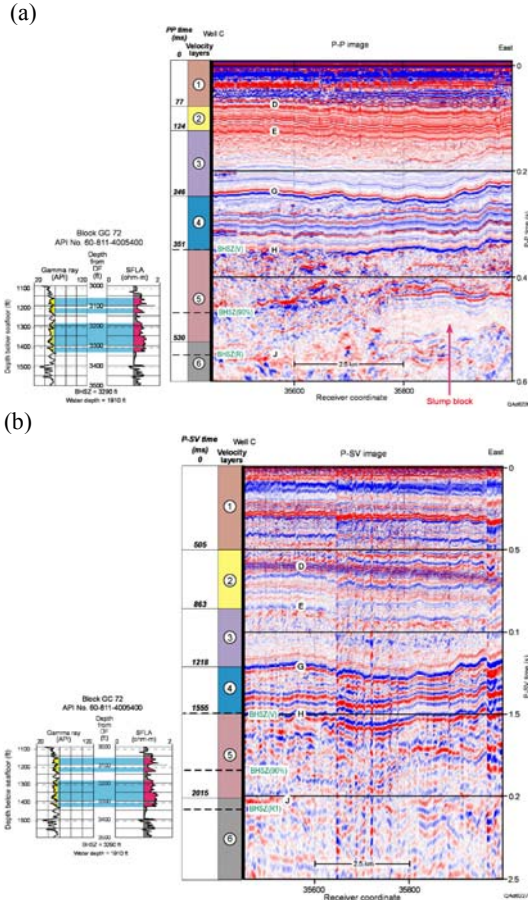 (a)
PP time
(ms)
0
Well C
Velocity
layers
P-P image
East
1
77
D
2
134
E
3
246
G
4
351
BHSZ(V)
H
5
BHSZ(90%)
530
BHSZ(R)
J
6
0
0.2
0.4
0.6
P-P time (s)
2.5 km
35600
35800
Receiver coordinate
Slump block
Block GC 72
API No. 60-811-4005400
Gamma ray
(API)
Depth
from
DF
(ft)
SFLA
(ohm-m)
20
120
0
2
Depth below seafloor (ft)
1100
1200
1300
1400
1500
3000
3100
3200
3300
3400
3500
BHSZ = 3290 ft
Water depth = 1910 ft
(b)
P-SV time
(ms)
0
Well C
Velocity
layers
P-SV image
East
1
505
2
D
863
E
3
1218
G
4
1555
BHSZ(V)
H
5
BHSZ(90%)
2015
J
6
0
0.5
0.1
1.5
2.0
2.5
P-SV time (s)
2.5 km
35600
35800
Receiver coordinate
Block GC 72
API No. 60-811-4005400
Gamma ray
(API)
Depth
from
DF
(ft)
SFLA
(ohm-m)
20
120
0
2
Depth below seafloor (ft)
1100
1200
1300
1400
1500
3000
3100
3200
3300
3400
3500
BHSZ = 3290 ft
Water depth = 1910 ft